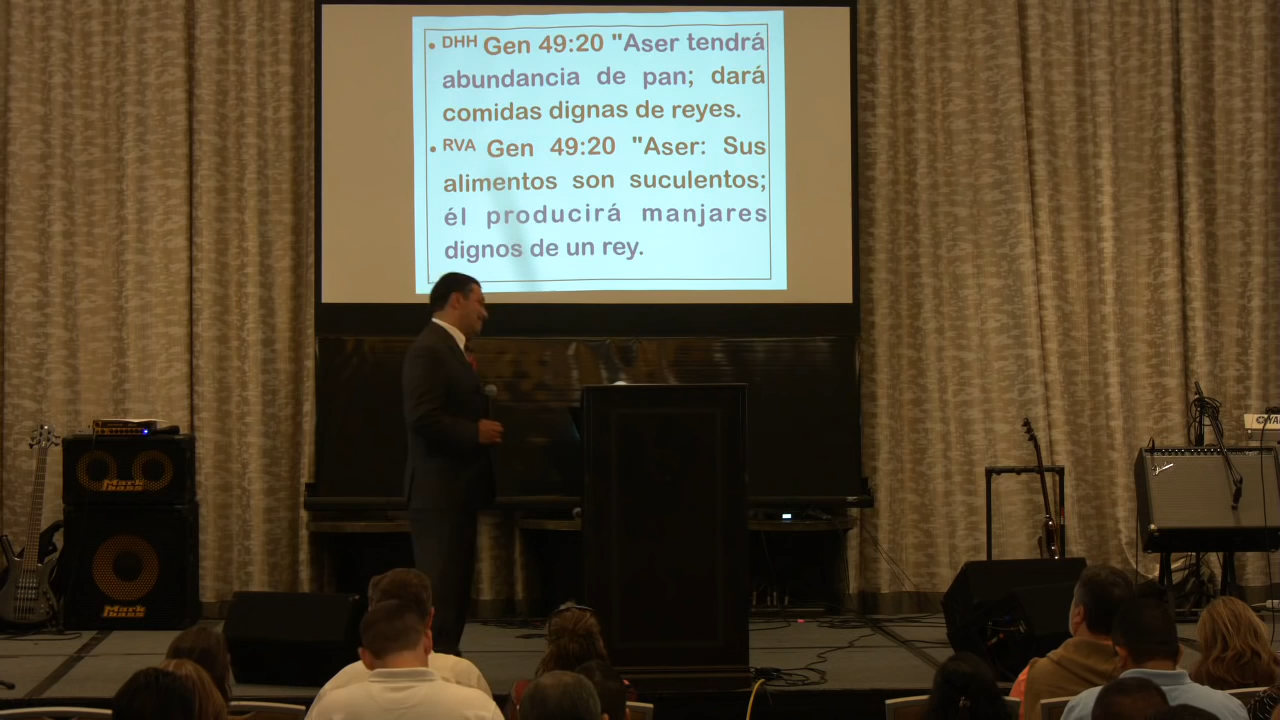 • DHH Gen 49:20 "Aser tendrá
abundancia de pan; dará
comidas dignas de reyes.
• RVA Gen 49:20 "Aser: Sus
alimentos son suculentos;
él producirá manjares
dignos de un rey.
Mark
bass
Mark
bass
Fender